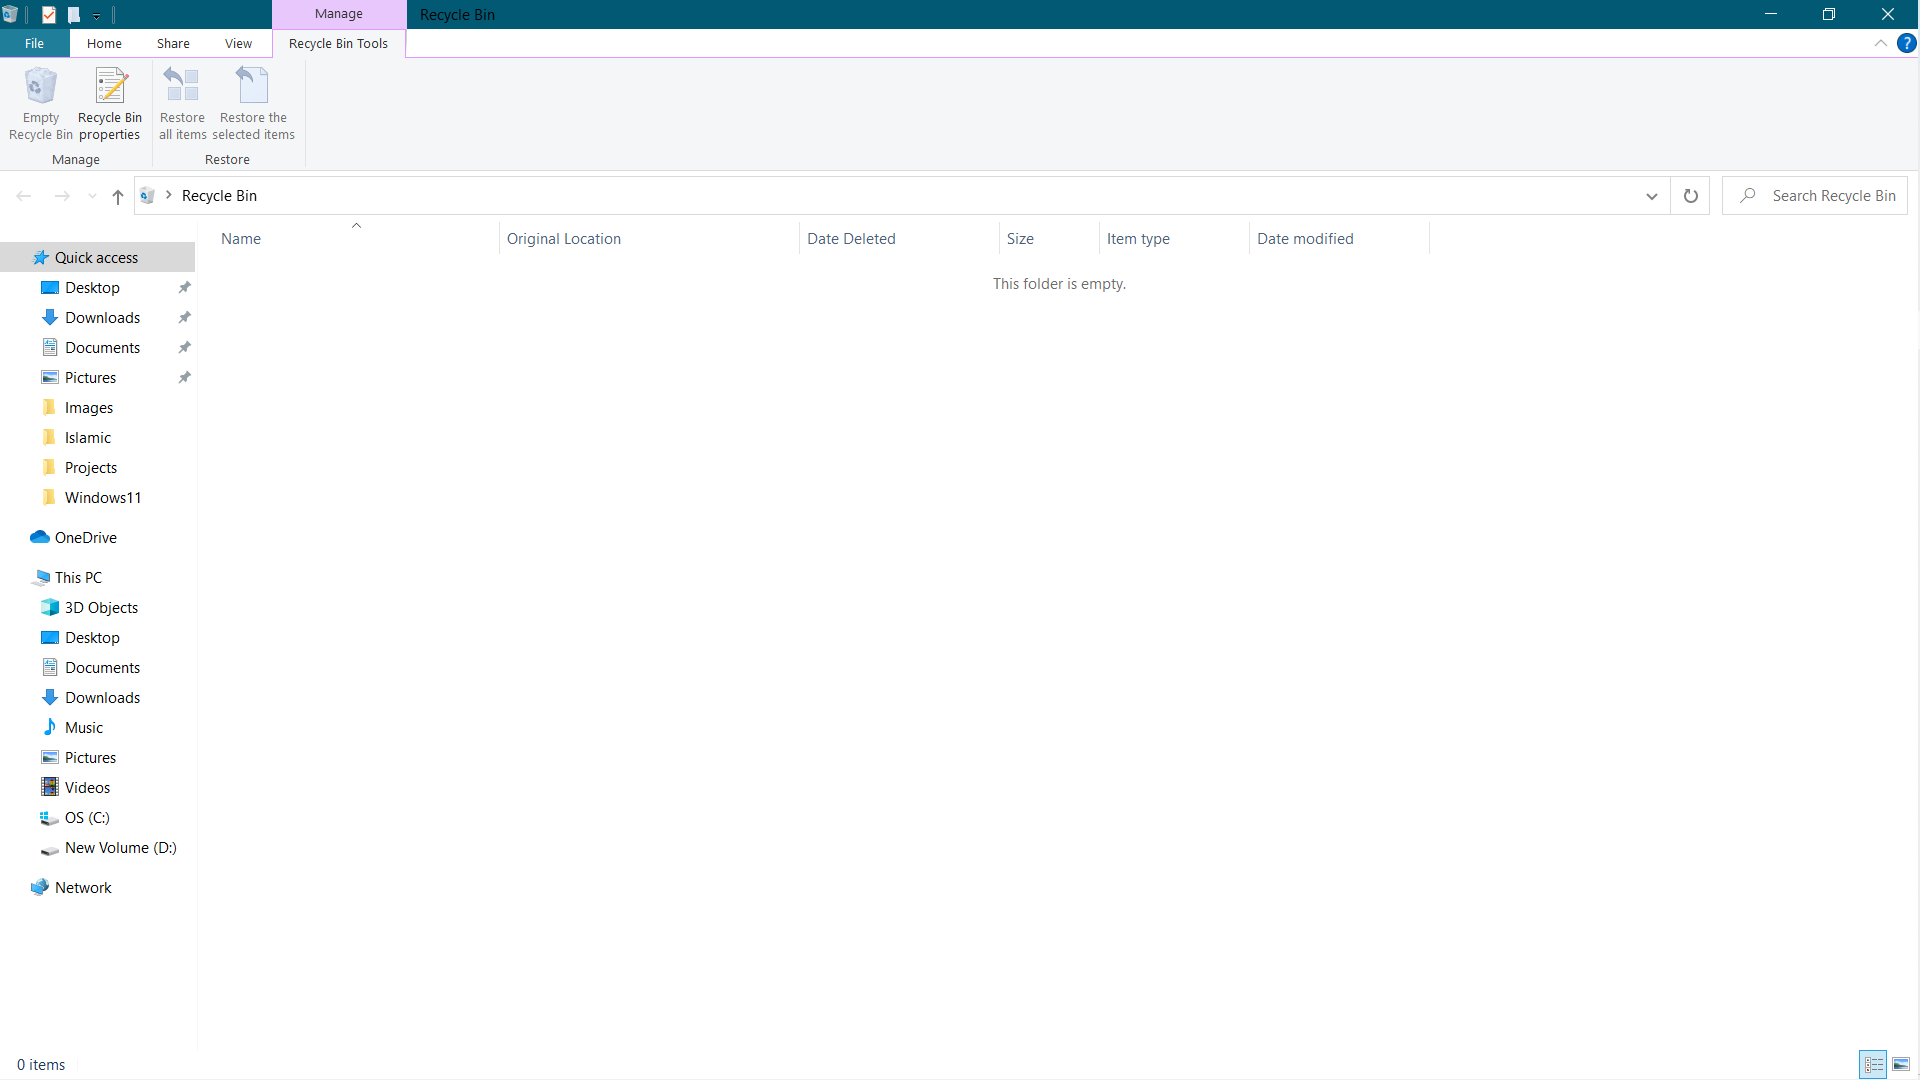 Manage
Recycle Bin
File
Home
Share
View
Recycle Bin Tools
?
Empty
Recycle Bin
Recycle Bin
properties
Restore
all items
Restore the
selected items
Manage
Restore
Recycle Bin
Search Recycle Bin
Name
Original Location
Date Deleted
Size
Item type
Date modified
This folder is empty.
Quick access
Desktop
Downloads
Documents
Pictures
Images
Islamic
Projects
Windows11
OneDrive
This PC
3D Objects
Desktop
Documents
Downloads
Music
Pictures
Videos
OS (C:)
New Volume (D:)
Network
0 items